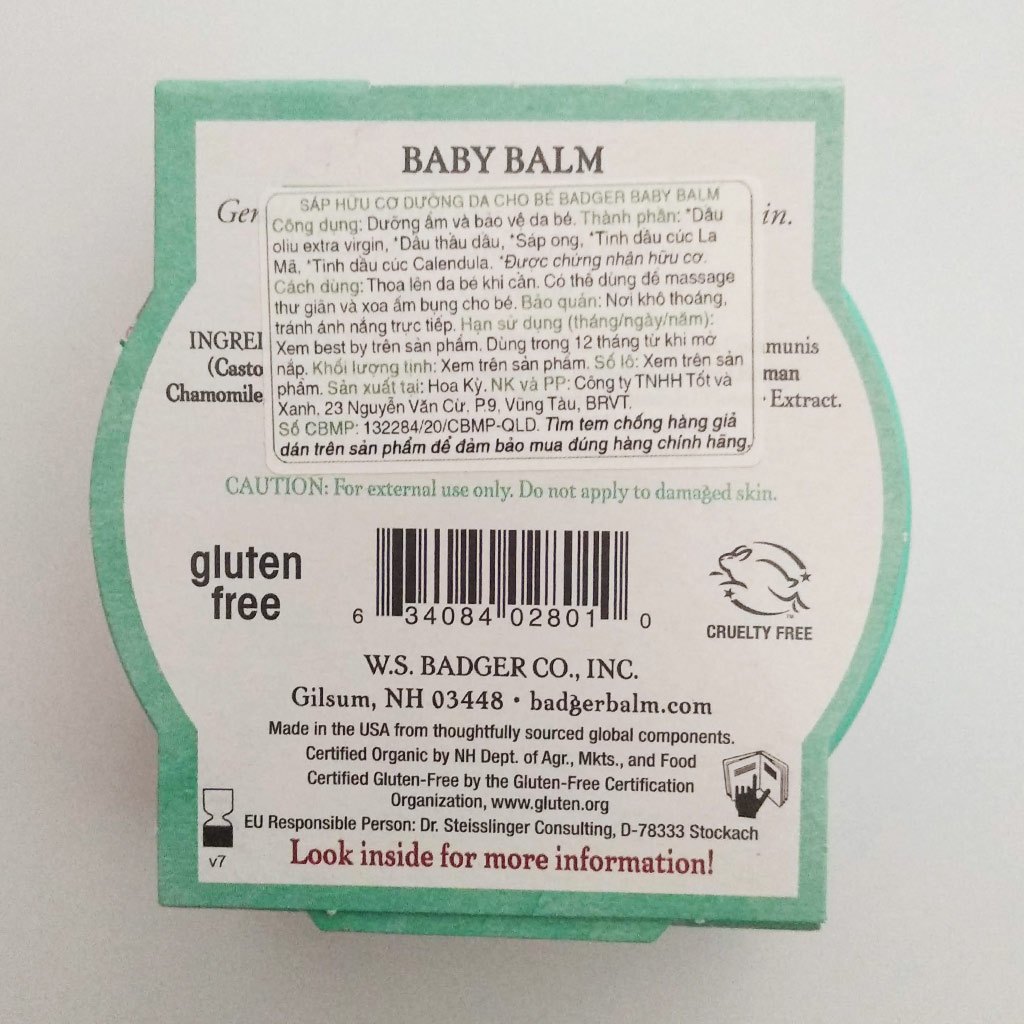 BABY BALM
Ger
in.
SÁP HỮU CƠ DƯỠNG DA CHO BÉ BADGER BABY BALM
Công dụng: Dưỡng ẩm và bảo vệ da bé. Thành phần: *Dầu
oliu extra virgin, *Dầu thầu dầu, *Sáp ong, *Tinh dầu cúc La
Mã, *Tinh dầu cúc Calendula. *Được chứng nhận hữu cơ.
Cách dùng: Thoa lên da bé khi cần. Có thể dùng để massage
thư giãn và xoa ấm bụng cho bé. Bảo quản: Nơi khô thoáng,
tránh ánh nắng trực tiếp. Hạn sử dụng (tháng/ngày/năm):
Xem best by trên sản phẩm. Dùng trong 12 tháng từ khi mở
nắp. Khối lượng tịnh: Xem trên sản phẩm. Số lô: Xem trên sản
phẩm. Sản xuất tại: Hoa Kỳ. NK và PP: Công ty TNHH Tốt và
Xanh, 23 Nguyễn Văn Cừ, P.9, Vũng Tàu, BRVT.
Số CBMP: 132284/20/CBMP-QLD. Tìm tem chống hàng giả
dán trên sản phẩm để đảm bảo mua đúng hàng chính hãng.
INGREI
munis
(Casto
man
Chamomile
Extract.
CAUTION: For external use only. Do not apply to damaged skin.
gluten
free
6 34084 02801 0
CRUELTY FREE
W.S. BADGER CO., INC.
Gilsum, NH 03448 • badgerbalm.com
Made in the USA from thoughtfully sourced global components.
Certified Organic by NH Dept. of Agr., Mkts., and Food
Certified Gluten-Free by the Gluten-Free Certification
Organization, www.gluten.org
EU Responsible Person: Dr. Steisslinger Consulting, D-78333 Stockach
v7
Look inside for more information!